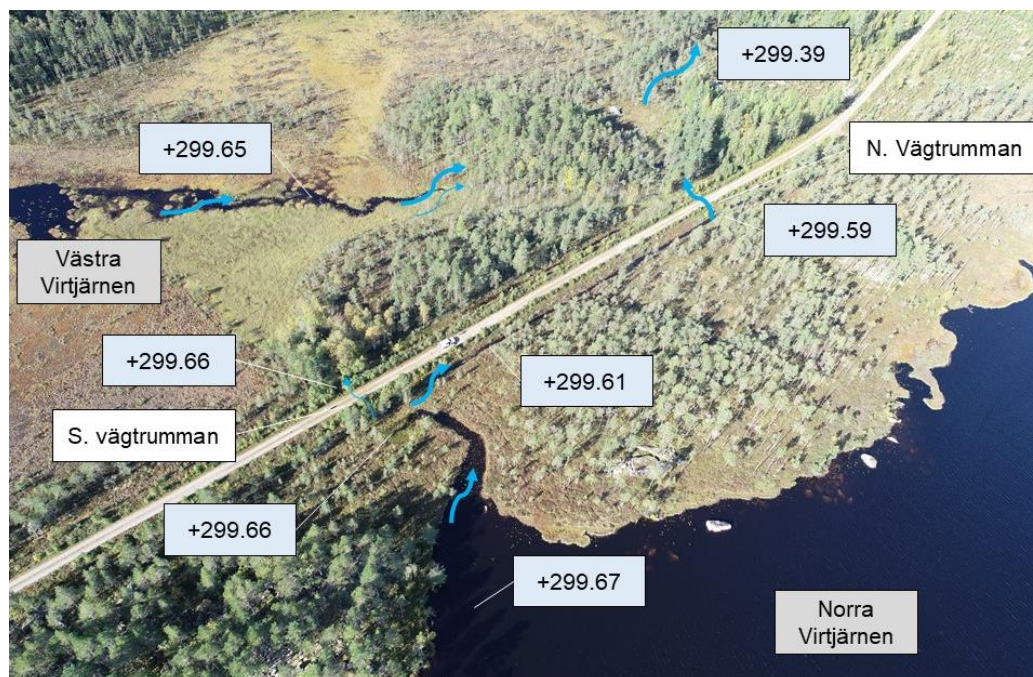 +299.39
+299.65
N. Vägtrumman
+299.59
Västra
Virtjärnen
+299.66
+299.61
S. vägtrumman
+299.66
+299.67
Norra
Virtjärnen